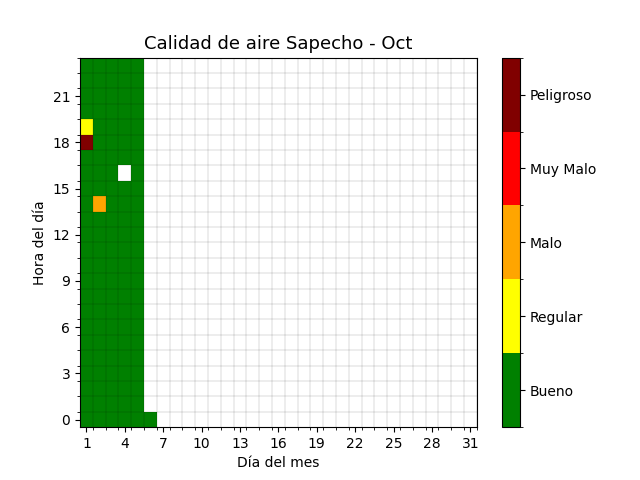 Calidad de aire Sapecho - Oct
Hora del día
21
18
15
12
9
6
3
0
1 4 7 10 13 16 19 22 25 28 31
Día del mes
Peligroso
Muy Malo
Malo
Regular
Bueno